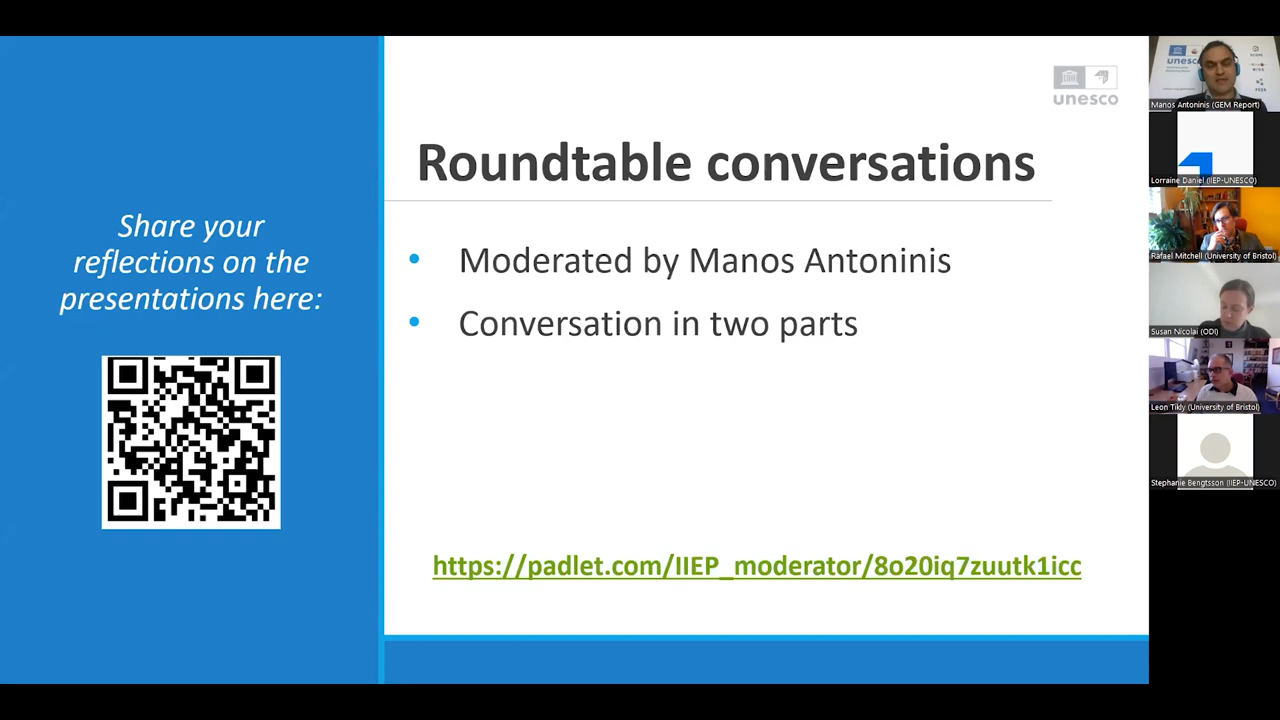 Share your
reflections on the
presentations here:
unesco
Roundtable conversations
• Moderated by Manos Antoninis
• Conversation in two parts
https://padlet.com/IIEP_moderator/8o20iq7zuutk1icc
unesco
Manos Antoninis (GEM Report)
Lorraine Daniel (IIEP-UNESCO)
Rafael Mitchell (University of Bristol)
Susan Nicolai (ODI)
Leon Tikly (University of Bristol)
Stephanie Bengtsson (IIEP-UNESCO)